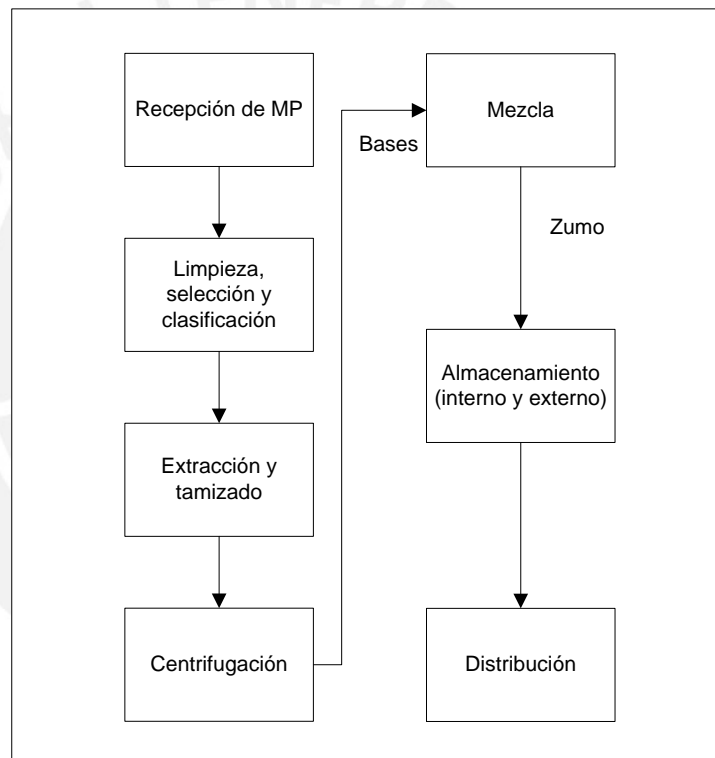 Recepción de MP
Limpieza,
selección y
clasificación
Extracción y
tamizado
Centrifugación
Bases
Mezcla
Zumo
Almacenamiento
(interno y externo)
Distribución